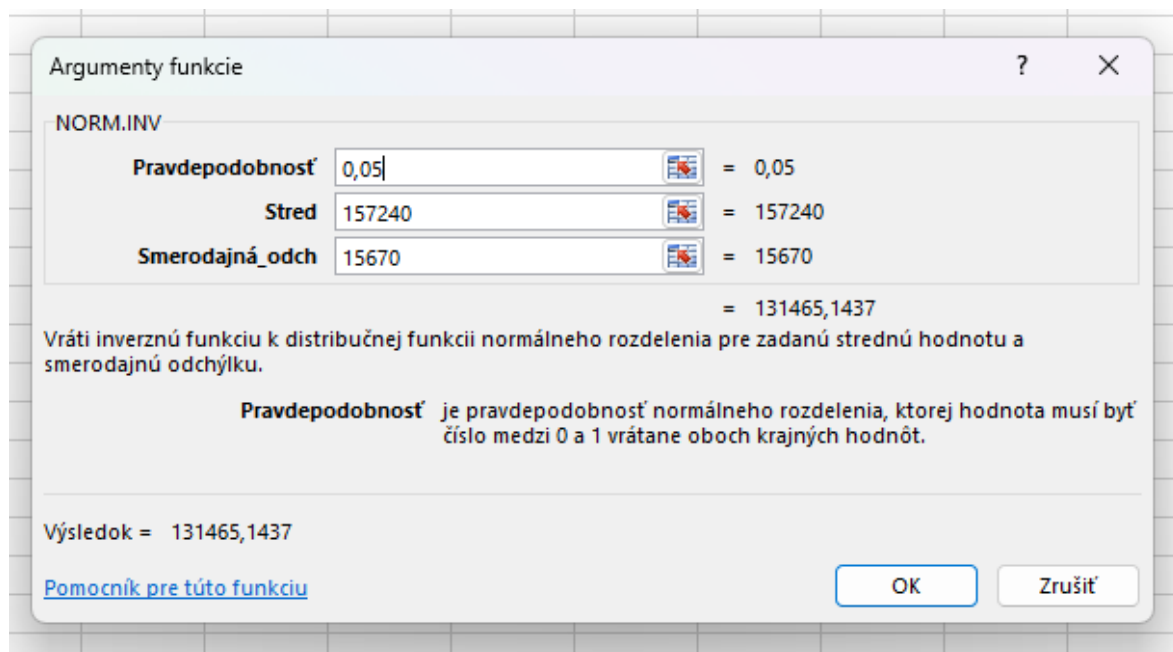 Argumenty funkcie ?
NORM.INV
Pravdepodobnosť 0,05 = 0,05
Stred 157240 = 157240
Smerodajná_odch 15670 = 15670
= 131465,1437
Vráti inverznú funkciu k distribučnej funkcii normálneho rozdelenia pre zadanú strednú hodnotu a
smerodajnú odchýlku.
Pravdepodobnosť je pravdepodobnosť normálneho rozdelenia, ktorej hodnota musí byť
číslo medzi 0 a 1 vrátane oboch krajných hodnôt.
Výsledok = 131465,1437
Pomocník pre túto funkciu OK Zrušiť